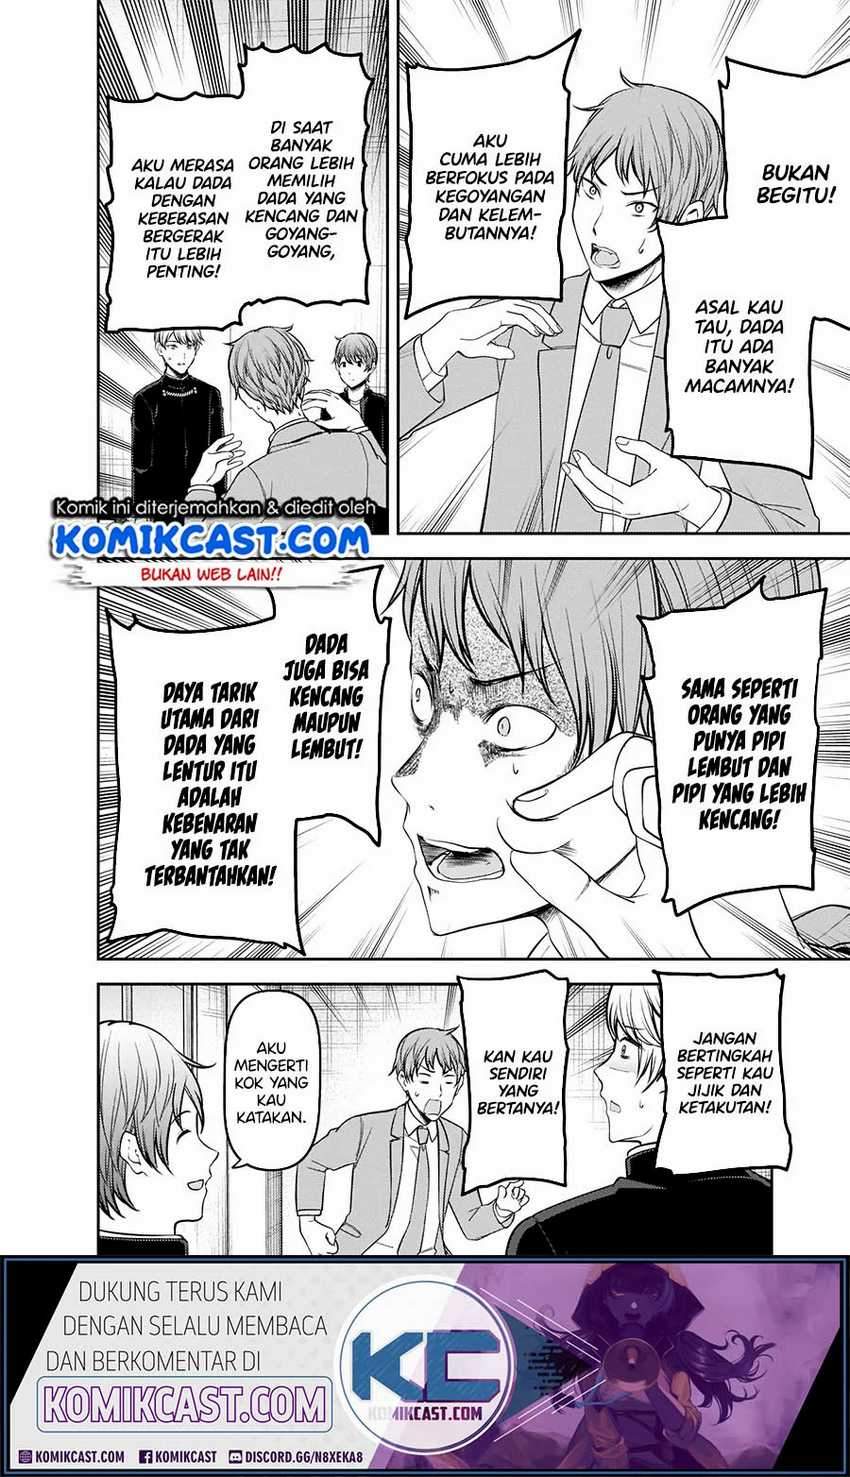 BUKAN
BEGITU!
ASAL KAU
TAU, DADA
ITU ADA
BANYAK
MACAMNYA!
AKU
CUMA LEBIH
BERFOKUS PADA
KEGOYANGAN
DAN KELEM-
BUTANNYA!
DI SAAT
BANYAK
ORANG LEBIH
MEMILIH
DADA YANG
KENCANG DAN
GOYANG-
GOYANG,
AKU MERASA
KALAU DADA
DENGAN
KEBEBASAN
BERGERAK
ITU LEBIH
PENTING!
Komik ini diterjemahkan & diedit oleh
KOMIKCAST.COM
BUKAN WEB LAIN!!
SAMA SEPERTI
ORANG YANG
PUNYA PIPI
LEMBUT DAN
PIPI YANG LEBIH
KENCANG!
DADA
JUGA BISA
KENCANG
MAUPUN
LEMBUT!
DAYA TARIK
UTAMA DARI
DADA YANG
LENTUR ITU
ADALAH
KEBENARAN
YANG TAK
TERBANTAHKAN!
JANGAN
BERTINGKAH
SEPERTI KAU
JIJIK DAN
KETAKUTAN!
KAN KAU
SENDIRI
YANG
BERTANYA!
AKU
MENGERTI
KOK YANG
KAU
KATAKAN.
DUKUNG TERUS KAMI
DENGAN SELALU MEMBACA
DAN BERKOMENTAR DI
KOMIKCAST.COM
KC
KOMIKCAST.COM
KOMIKCAST.COM
KOMIKCAST
DISCORD.GG/N8XEKA8